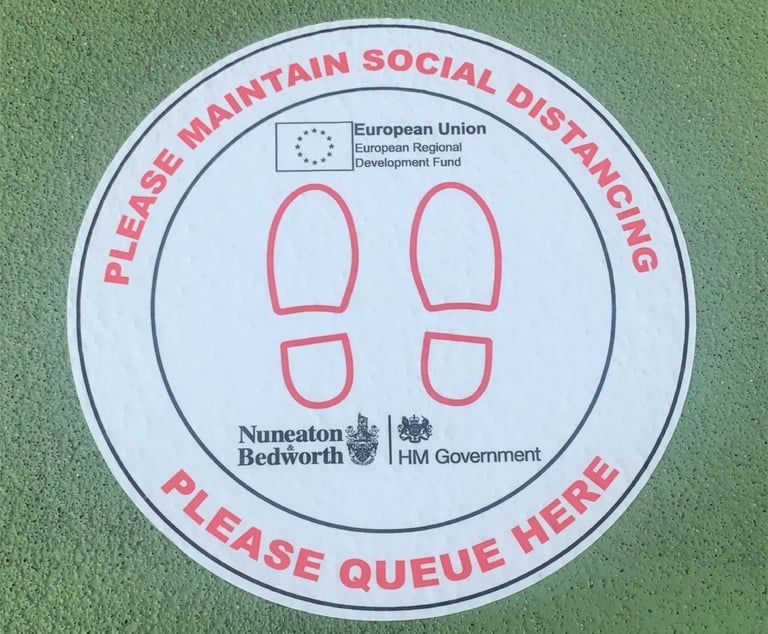 PLEASE MAINTAIN SOCIAL DISTANCING
European Union
European Regional
Development Fund
Nuneaton
&
Bedworth
HM Government
PLEASE QUEUE HERE